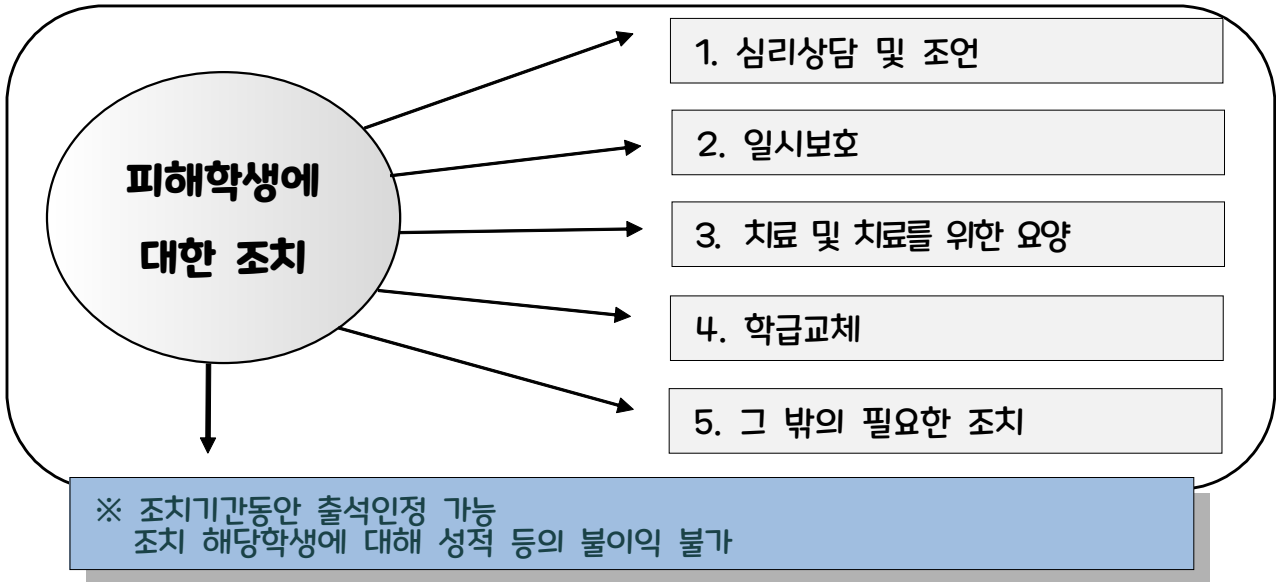 피해학생에
대한 조치
1. 심리상담 및 조언
2. 일시보호
3. 치료 및 치료를 위한 요양
4. 학급교체
5. 그 밖의 필요한 조치
※ 조치기간동안 출석인정 가능
조치 해당학생에 대해 성적 등의 불이익 불가